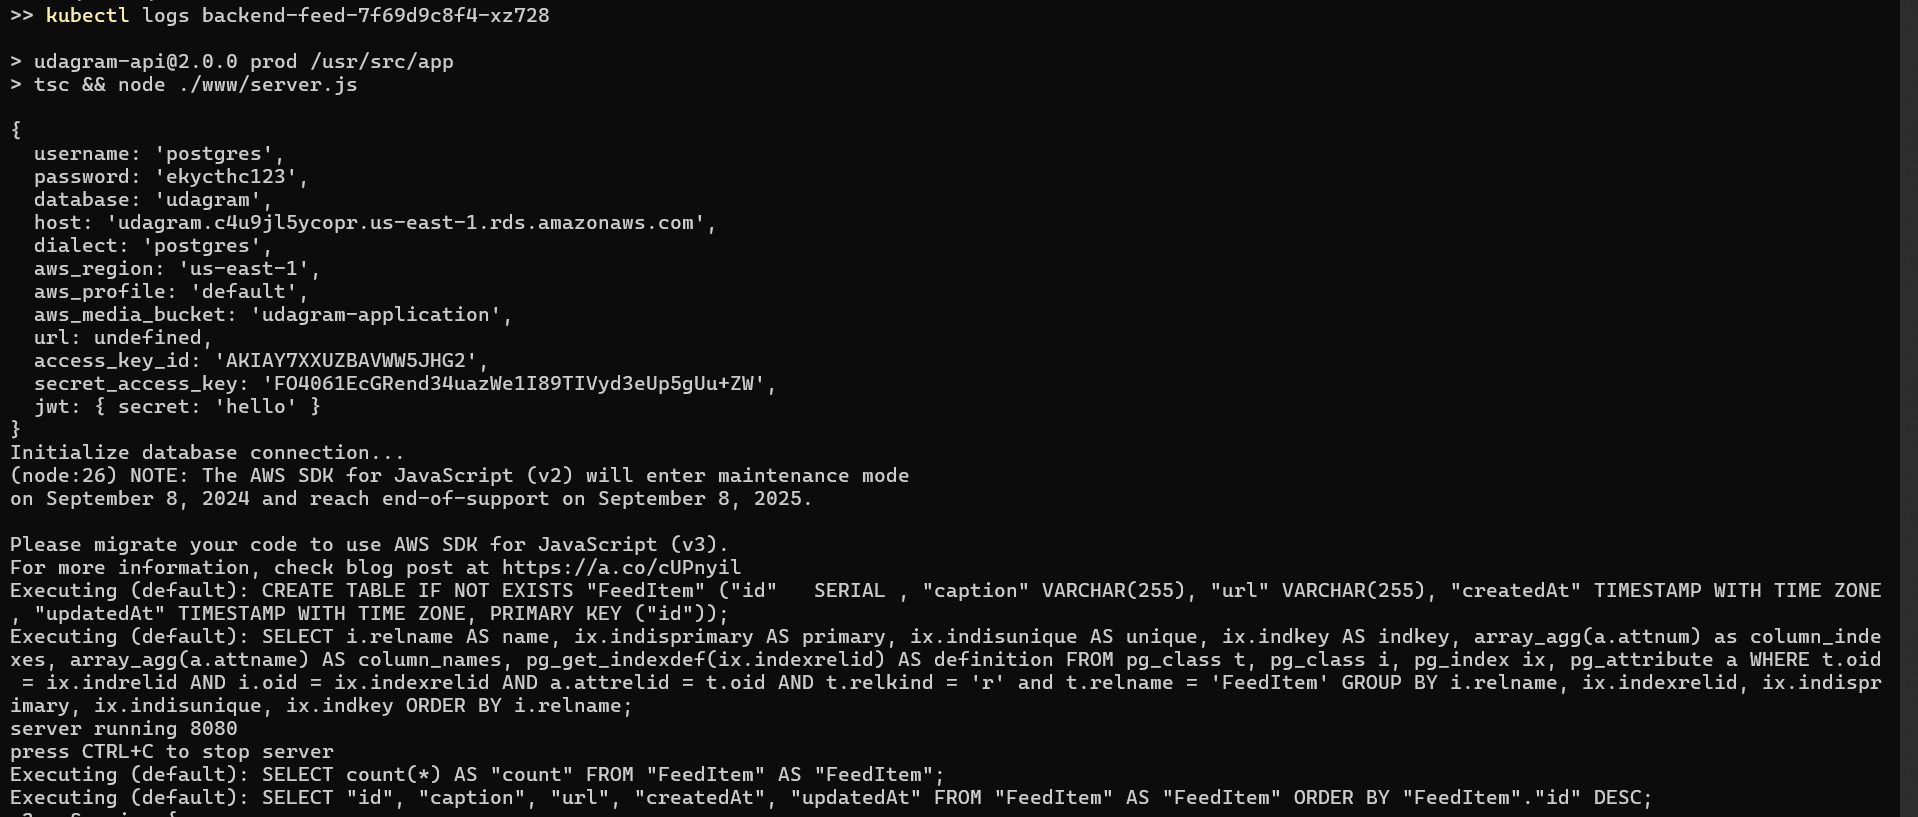 >> kubectl logs backend-feed-7f69d9c8f4-xz728
> udagram-api@2.0.0 prod /usr/src/app
> tsc && node ./www/server.js
{
username: 'postgres',
password: 'ekycthc123',
database: 'udagram',
host: 'udagram.c4u9jl5ycopr.us-east-1.rds.amazonaws.com',
dialect: 'postgres',
aws_region: 'us-east-1',
aws_profile: 'default',
aws_media_bucket: 'udagram-application',
url: undefined,
access_key_id: 'AKIAY7XXUZBAVWW5JHG2',
secret_access_key: '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',
jwt: { secret: 'hello' }
}
Initialize database connection...
(node:26) NOTE: The AWS SDK for JavaScript (v2) will enter maintenance mode
on September 8, 2024 and reach end-of-support on September 8, 2025.
Please migrate your code to use AWS SDK for JavaScript (v3).
For more information, check blog post at https://a.co/cUPnyil
Executing (default): CREATE TABLE IF NOT EXISTS "FeedItem" ("id"   SERIAL , "caption" VARCHAR(255), "url" VARCHAR(255), "createdAt" TIMESTAMP WITH TIME ZONE
, "updatedAt" TIMESTAMP WITH TIME ZONE, PRIMARY KEY ("id"));
Executing (default): SELECT i.relname AS name, ix.indisprimary AS primary, ix.indisunique AS unique, ix.indkey AS indkey, array_agg(a.attnum) as column_inde
xes, array_agg(a.attname) AS column_names, pg_get_indexdef(ix.indexrelid) AS definition FROM pg_class t, pg_class i, pg_index ix, pg_attribute a WHERE t.oid
= ix.indrelid AND i.oid = ix.indexrelid AND a.attrelid = t.oid AND t.relkind = 'r' and t.relname = 'FeedItem' GROUP BY i.relname, ix.indexrelid, ix.indispr
imary, ix.indisunique, ix.indkey ORDER BY i.relname;
server running 8080
press CTRL+C to stop server
Executing (default): SELECT count(*) AS "count" FROM "FeedItem" AS "FeedItem";
Executing (default): SELECT "id", "caption", "url", "createdAt", "updatedAt" FROM "FeedItem" AS "FeedItem" ORDER BY "FeedItem"."id" DESC;